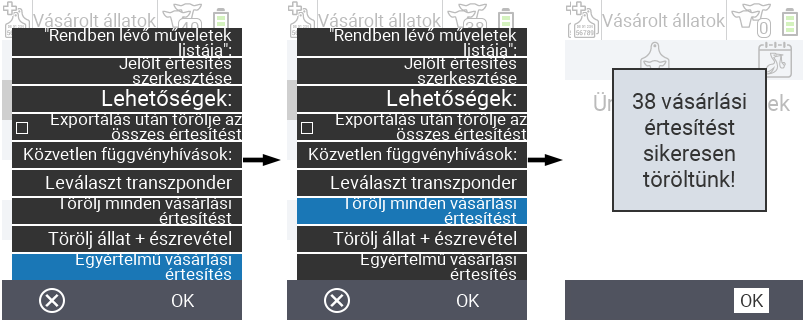 Vásárolt állatok
"Rendben lévő műveletek
listája":
Jelölt értesítés
szerkesztése
Lehetőségek:
Exportálás után törölje az
összes értesítést
Közvetlen függvényhívások:
Leválaszt transzponder
Törölj minden vásárlási
értesítést
Törölj állat + észrevétel
Egyértelmű vásárlási
értesítés
OK
Vásárolt állatok
38
"Rendben lévő műveletek
listája":
Jelölt értesítés
szerkesztése
Lehetőségek:
Exportálás után törölje az
összes értesítést
Közvetlen függvényhívások:
Leválaszt transzponder
Törölj minden vásárlási
értesítést
Törölj állat + észrevétel
Egyértelmű vásárlási
értesítés
OK
56789
Vásárolt állatok
0
38 vásárlási
értesítést
sikeresen
töröltünk!
OK